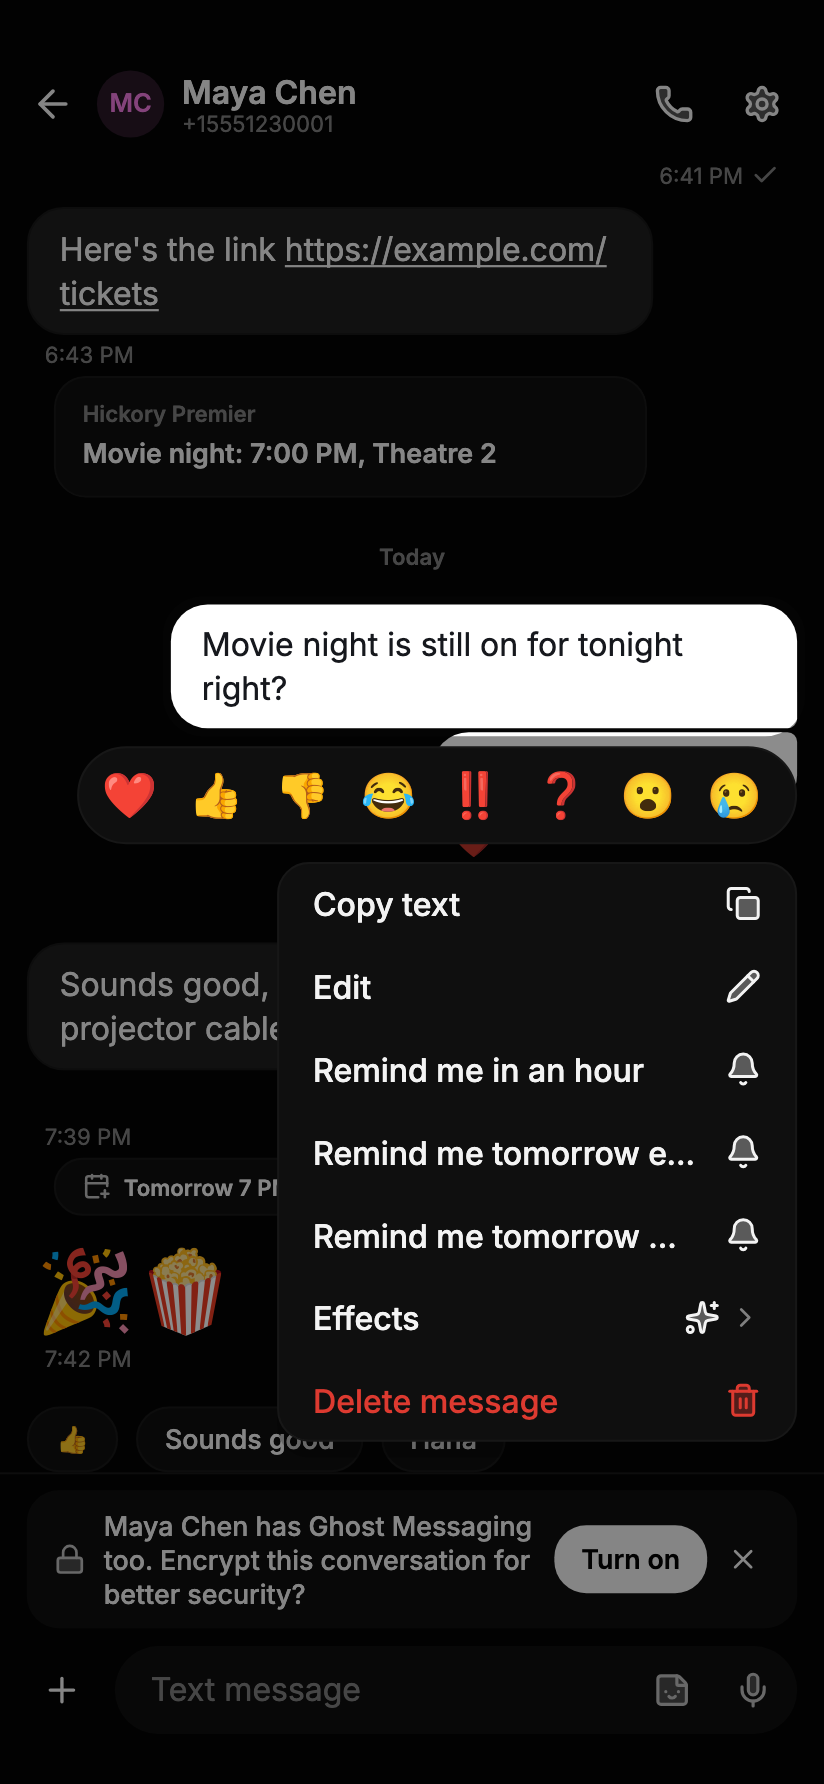 MC
Maya Chen
+15551230001
6:41 PM
Here's the link https://example.com/
tickets
6:43 PM
Hickory Premier
Movie night: 7:00 PM, Theatre 2
Today
Movie night is still on for tonight
right?
Copy text
Sounds good,
projector cable
Edit
Remind me in an hour
7:39 PM
Remind me tomorrow e...
Tomorrow 7 PM
Remind me tomorrow ...
Effects
7:42 PM
Delete message
Sounds good
Haha
Maya Chen has Ghost Messaging
too. Encrypt this conversation for
better security?
Turn on
Text message